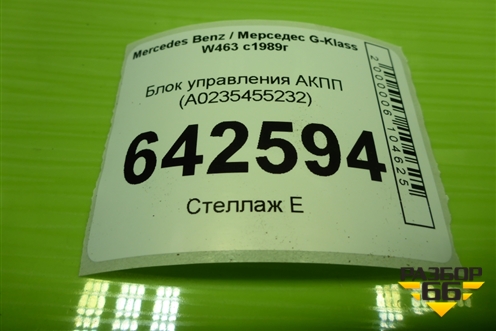 Mercedes Benz / Мерседес G-Klass
W463 с1989г
Блок управления АКПП
(A0235455232)
642594
Стеллаж Е
2000006104625
РАЗБОР
66